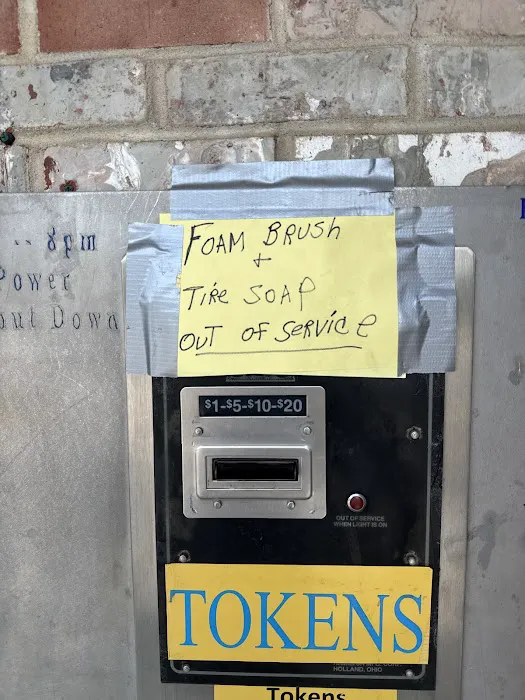 Foam Brush
+
Tire Soap
Out of Service
.. 8pm
Power
out Down
$1-$5-$10-$20
OUT OF SERVICE
WHEN LIGHT IS ON
TOKENS
HOLLAND, OHIO
Tokens